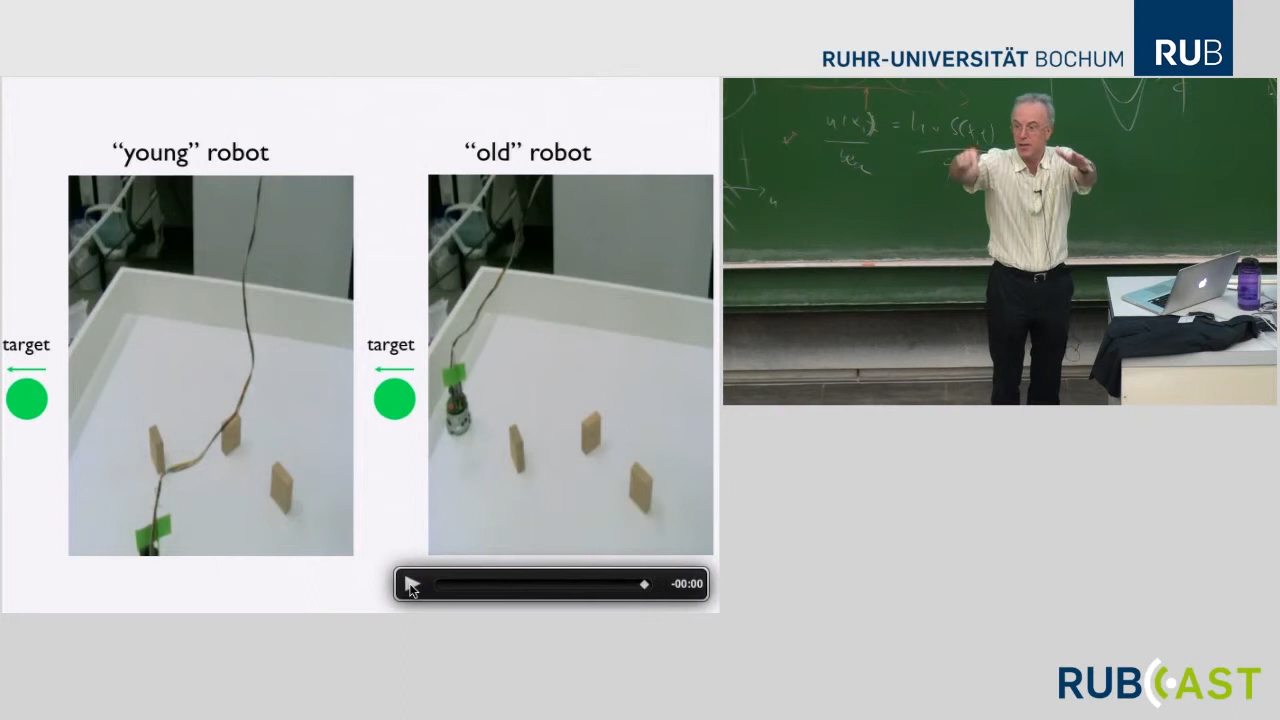 RUHR-UNIVERSITÄT BOCHUM
RUB
“young” robot
“old” robot
target
target
-00:00
RUBCAST